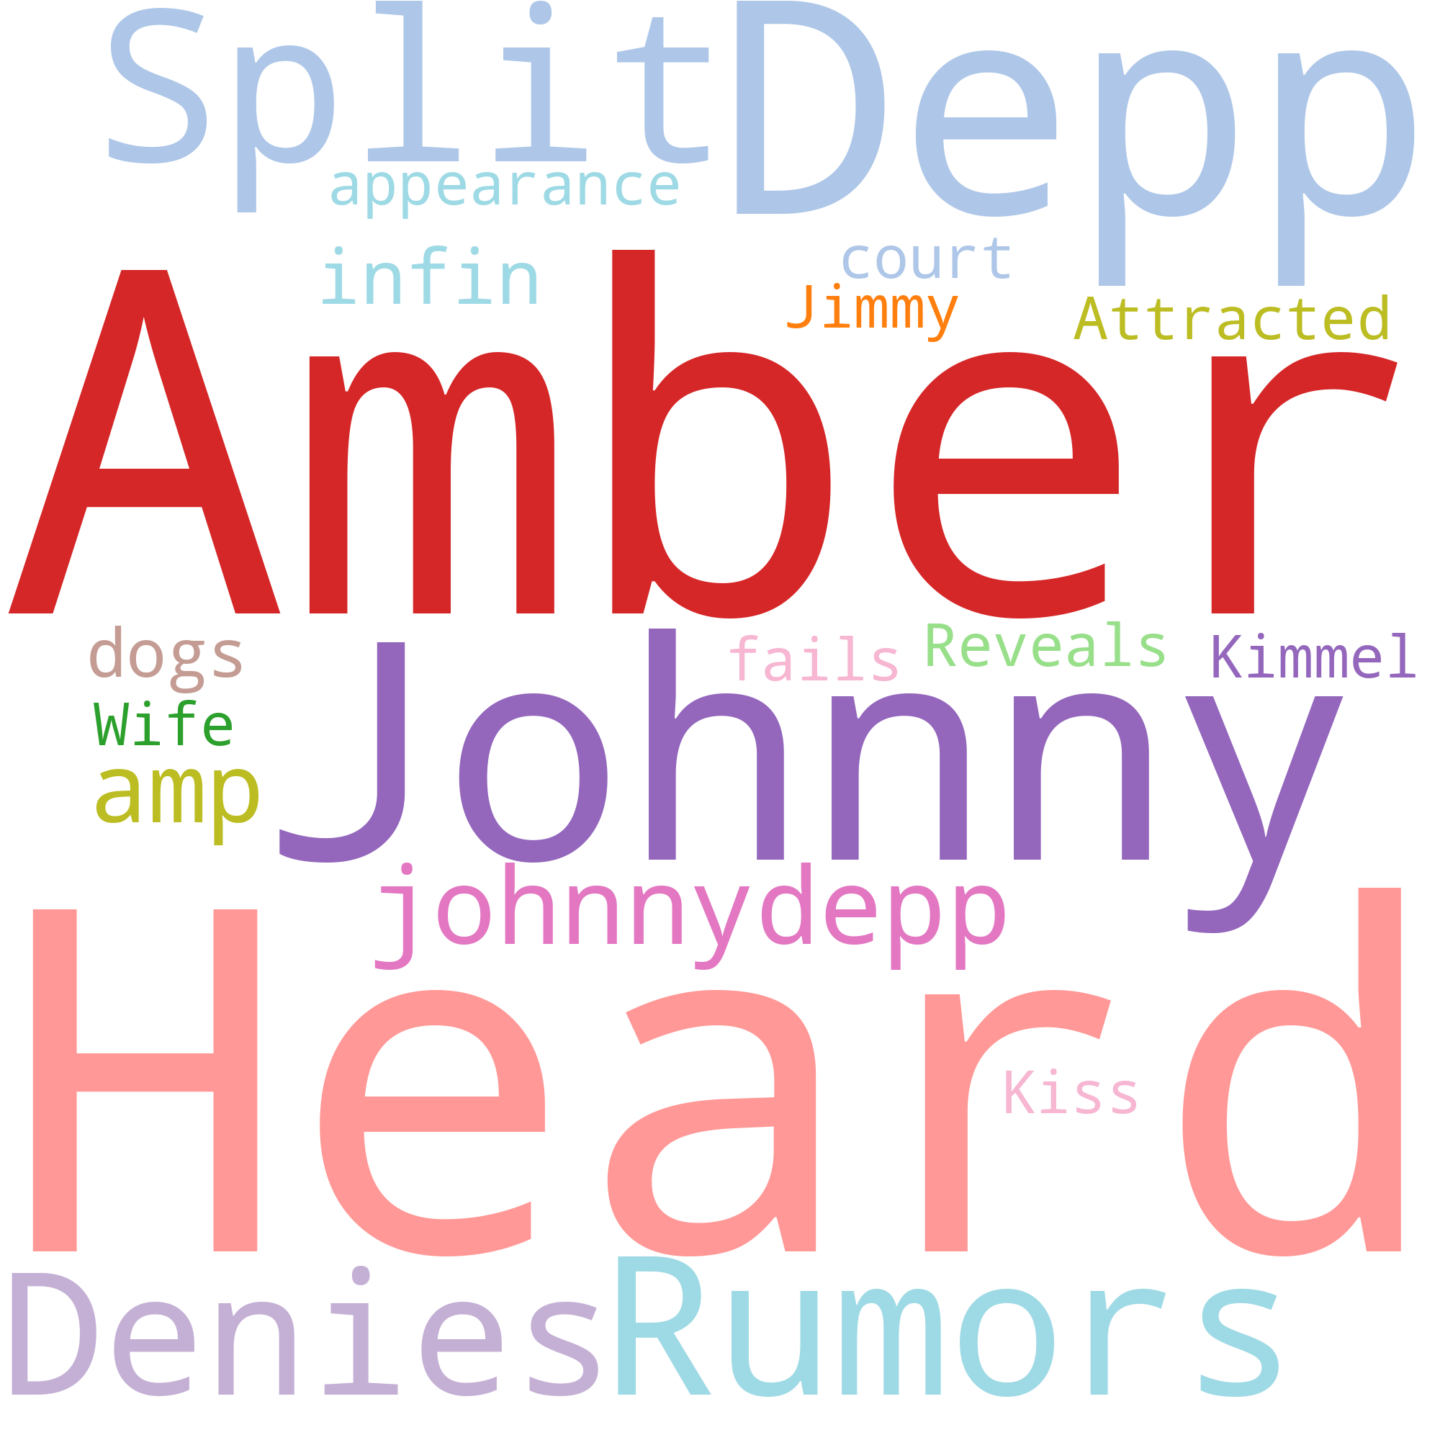 Split Depp
appearance
infin court
Jimmy Attracted
Amber
dogs fails Reveals Kimmel
Wife
amp Johnny
johnnydepp
Heard
Kiss
Denies Rumors